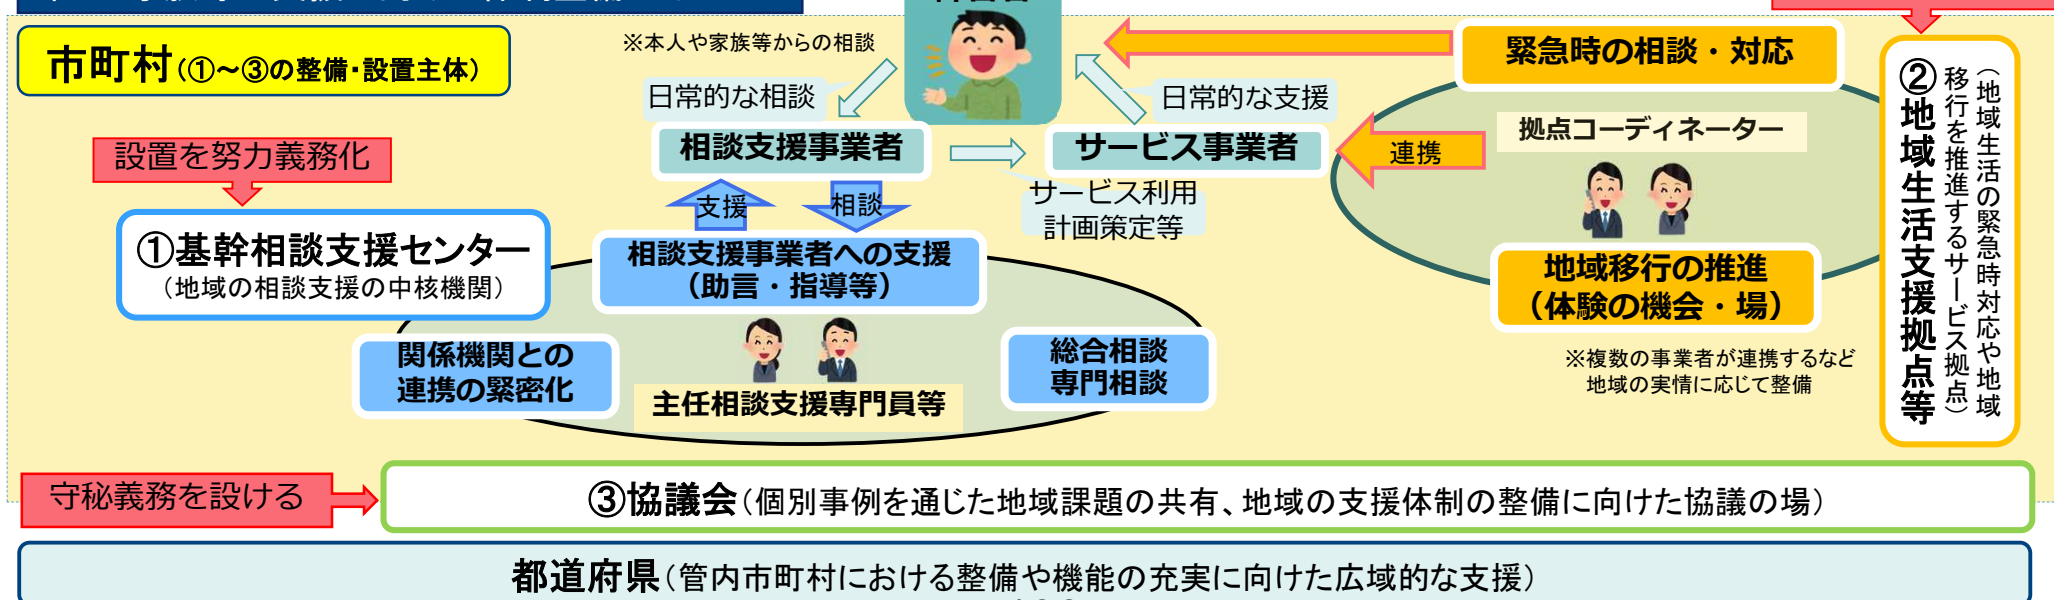 市町村(①~③の整備・設置主体)
※本人や家族等からの相談
日常的な相談
日常的な支援
緊急時の相談・対応
設置を努力義務化
相談支援事業者
サービス事業者
連携
拠点コーディネーター
サービス利用
計画策定等
支援
相談
①基幹相談支援センター
(地域の相談支援の中核機関)
相談支援事業者への支援
(助言・指導等)
関係機関との
連携の緊密化
主任相談支援専門員等
総合相談
専門相談
地域移行の推進
(体験の機会・場)
※複数の事業者が連携するなど
地域の実情に応じて整備
②地域生活支援拠点等
(地域生活の緊急時対応や地域
移行を推進するサービス拠点)
守秘義務を設ける
③協議会(個別事例を通じた地域課題の共有、地域の支援体制の整備に向けた協議の場)
都道府県(管内市町村における整備や機能の充実に向けた広域的な支援)